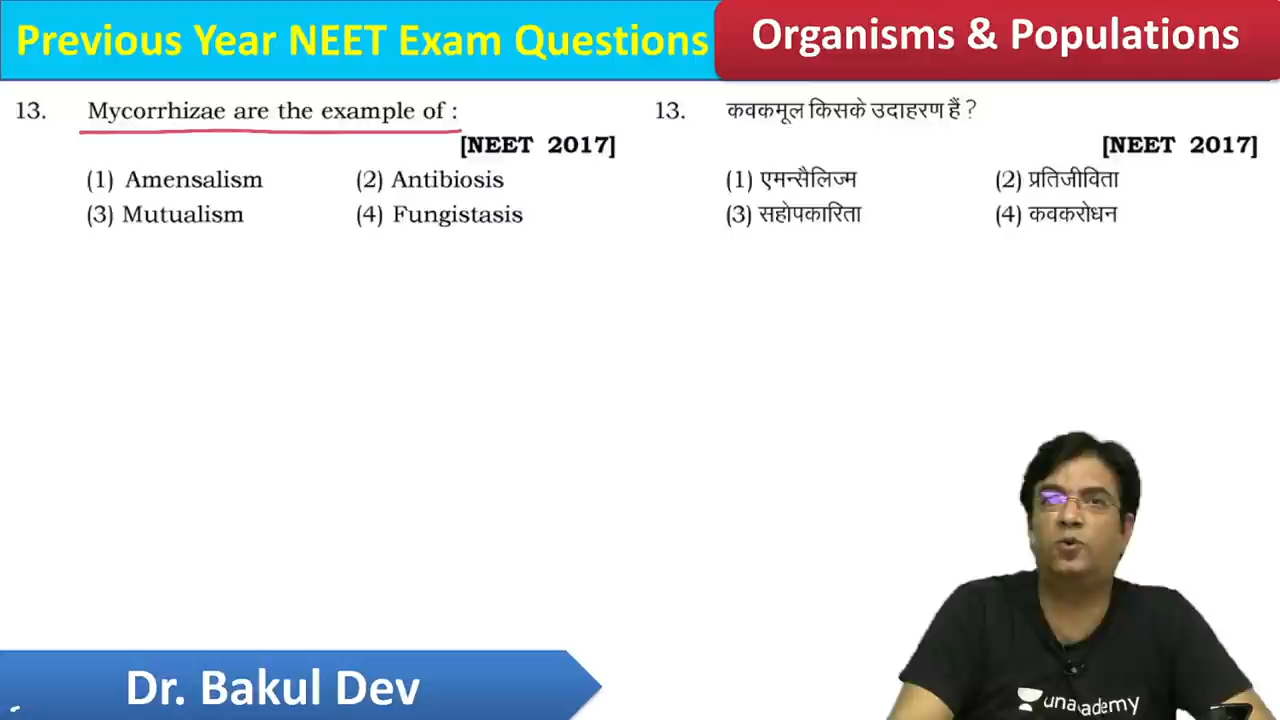 Previous Year NEET Exam Questions
Organisms & Populations
13. Mycorrhizae are the example of :
[NEET 2017]
(1) Amensalism (2) Antibiosis
(3) Mutualism (4) Fungistasis
13. कवकमूल किसके उदाहरण हैं ?
[NEET 2017]
(1) एमन्सैलिज्म (2) प्रतिजीविता
(3) सहोपकारिता (4) कवकरोधन
Dr. Bakul Dev
unacademy